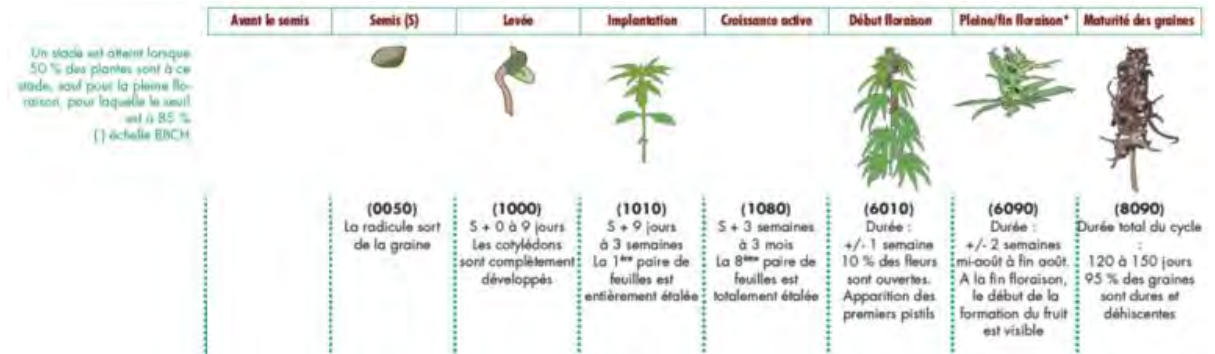 Avant le semis
Semis (S)
Levée
Implantation
Croissance active
Début floraison
Pleine/fin floraison*
Maturité des graines
Un stade est atteint lorsque
50 % des plantes sont à ce
stade, sauf pour la pleine flo-
raison, pour laquelle le seuil
est à 85 %
( ) échelle BBCH
(0050)
La radicule sort
de la graine
(1000)
S + 0 à 9 jours
Les cotylédons
sont complètement
développés
(1010)
S + 9 jours
à 3 semaines
La 1ère paire de
feuilles est
entièrement étalée
(1080)
S + 3 semaines
à 3 mois
La 8ème paire de
feuilles est
totalement étalée
(6010)
Durée :
+/- 1 semaine
10 % des fleurs
sont ouvertes.
Apparition des
premiers pistils
(6090)
Durée :
+/- 2 semaines
mi-août à fin août.
A la fin floraison,
le début de la
formation du fruit
est visible
(8090)
Durée total du cycle
:
120 à 150 jours
95 % des graines
sont dures et
déhiscentes